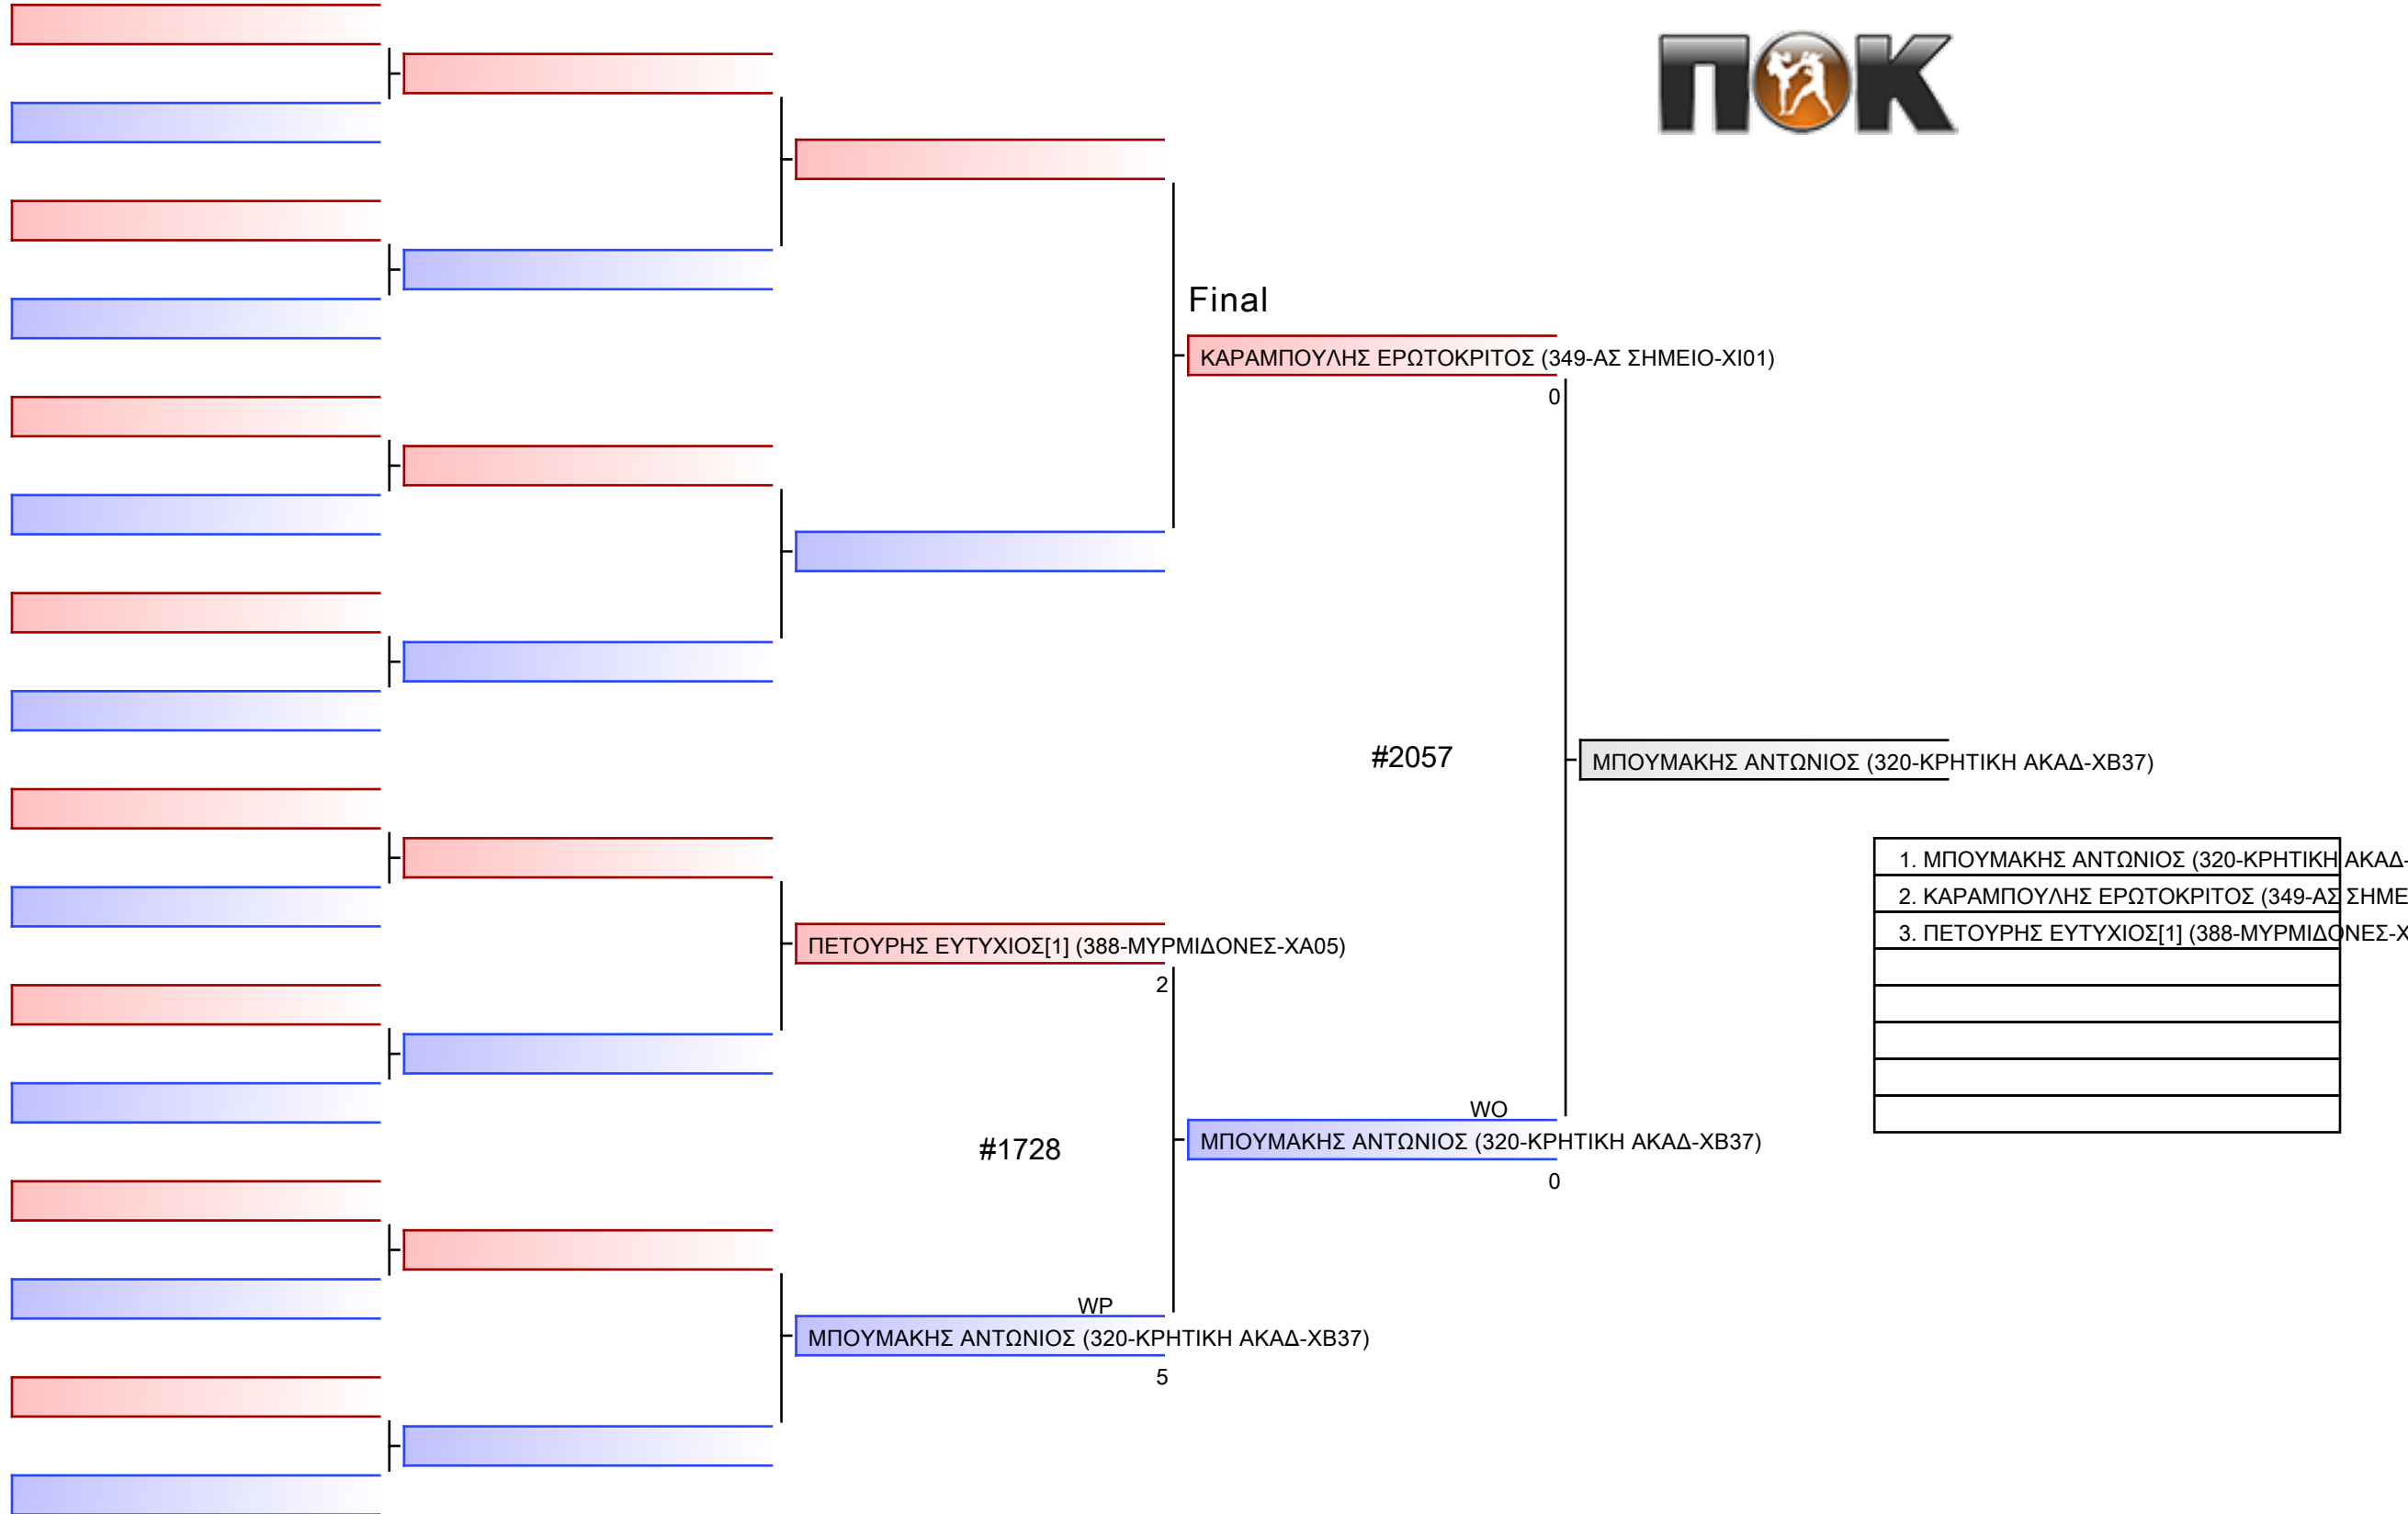 ΠΟΚ
Final
ΚΑΡΑΜΠΟΥΛΗΣ ΕΡΩΤΟΚΡΙΤΟΣ (349-ΑΣ ΣΗΜΕΙΟ-ΧΙ01)
0
#2057
ΜΠΟΥΜΑΚΗΣ ΑΝΤΩΝΙΟΣ (320-ΚΡΗΤΙΚΗ ΑΚΑΔ-ΧΒ37)
1. ΜΠΟΥΜΑΚΗΣ ΑΝΤΩΝΙΟΣ (320-ΚΡΗΤΙΚΗ ΑΚΑΔ-
2. ΚΑΡΑΜΠΟΥΛΗΣ ΕΡΩΤΟΚΡΙΤΟΣ (349-ΑΣ ΣΗΜΕ
3. ΠΕΤΟΥΡΗΣ ΕΥΤΥΧΙΟΣ[1] (388-ΜΥΡΜΙΔΟΝΕΣ-Χ
ΠΕΤΟΥΡΗΣ ΕΥΤΥΧΙΟΣ[1] (388-ΜΥΡΜΙΔΟΝΕΣ-ΧΑ05)
2
#1728
WO
ΜΠΟΥΜΑΚΗΣ ΑΝΤΩΝΙΟΣ (320-ΚΡΗΤΙΚΗ ΑΚΑΔ-ΧΒ37)
0
WP
ΜΠΟΥΜΑΚΗΣ ΑΝΤΩΝΙΟΣ (320-ΚΡΗΤΙΚΗ ΑΚΑΔ-ΧΒ37)
5